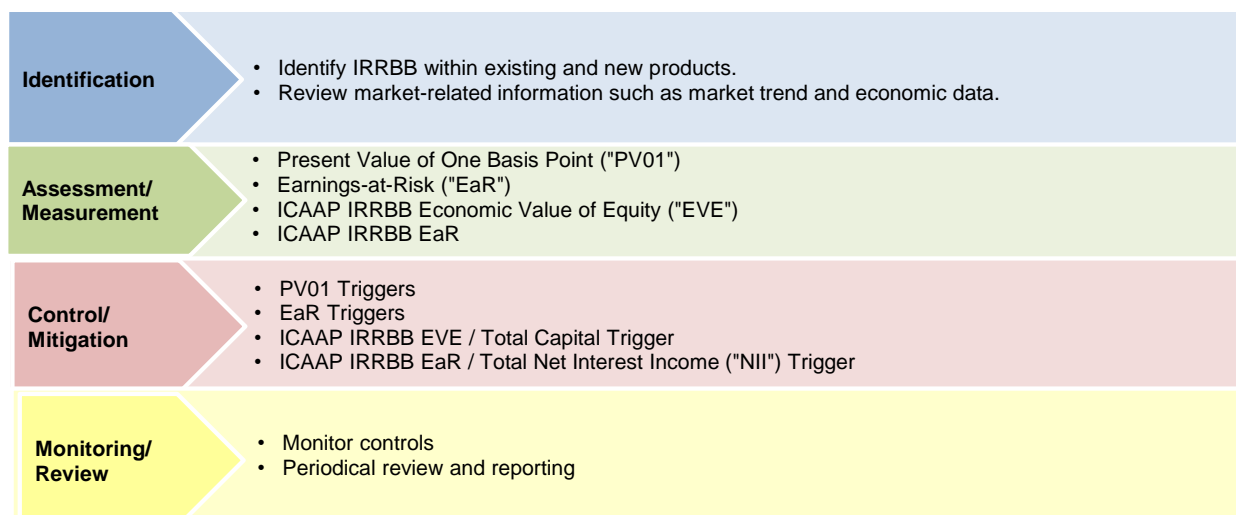 Identification
• Identify IRRBB within existing and new products.
• Review market-related information such as market trend and economic data.
Assessment/
Measurement
• Present Value of One Basis Point ("PV01")
• Earnings-at-Risk ("EaR")
• ICAAP IRRBB Economic Value of Equity ("EVE")
• ICAAP IRRBB EaR
Control/
Mitigation
• PV01 Triggers
• EaR Triggers
• ICAAP IRRBB EVE / Total Capital Trigger
• ICAAP IRRBB EaR / Total Net Interest Income ("NII") Trigger
Monitoring/
Review
• Monitor controls
• Periodical review and reporting